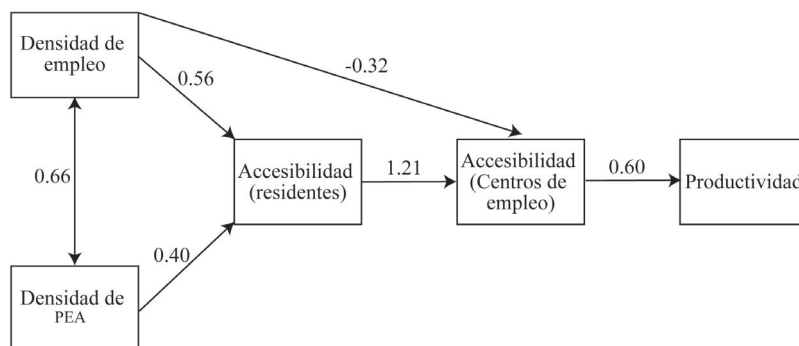 Densidad de
empleo
-0.32
0.56
Accesibilidad
(residentes)
1.21
Accesibilidad
(Centros de
empleo)
0.60
Productividad
0.66
0.40
Densidad de
PEA